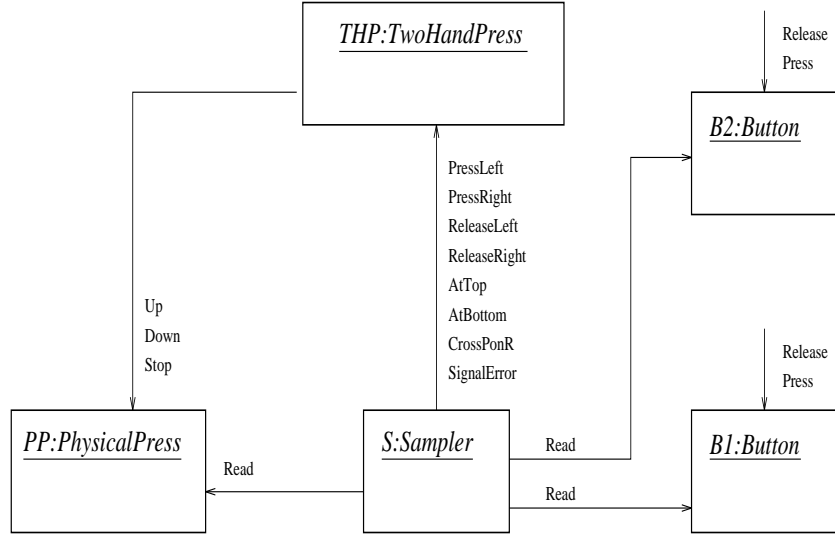 THP:TwoHandPress
Release
Press
B2:Button
PressLeft
PressRight
ReleaseLeft
ReleaseRight
AtTop
AtBottom
CrossPonR
SignalError
Up
Down
Stop
Release
Press
PP:PhysicalPress
S:Sampler
B1:Button
Read
Read
Read